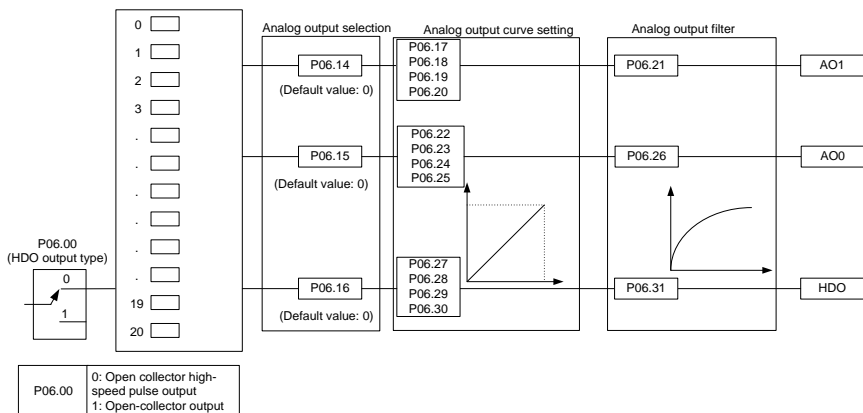 0
1
2
3
.
.
.
.
.
.
19
20
P06.00
(HDO output type)
0
1
P06.00
0: Open collector high-
speed pulse output
1: Open-collector output
Analog output selection
P06.14
(Default value: 0)
P06.15
(Default value: 0)
P06.16
(Default value: 0)
Analog output curve setting
P06.17
P06.18
P06.19
P06.20
P06.22
P06.23
P06.24
P06.25
P06.27
P06.28
P06.29
P06.30
Analog output filter
P06.21
P06.26
P06.31
AO1
AO0
HDO